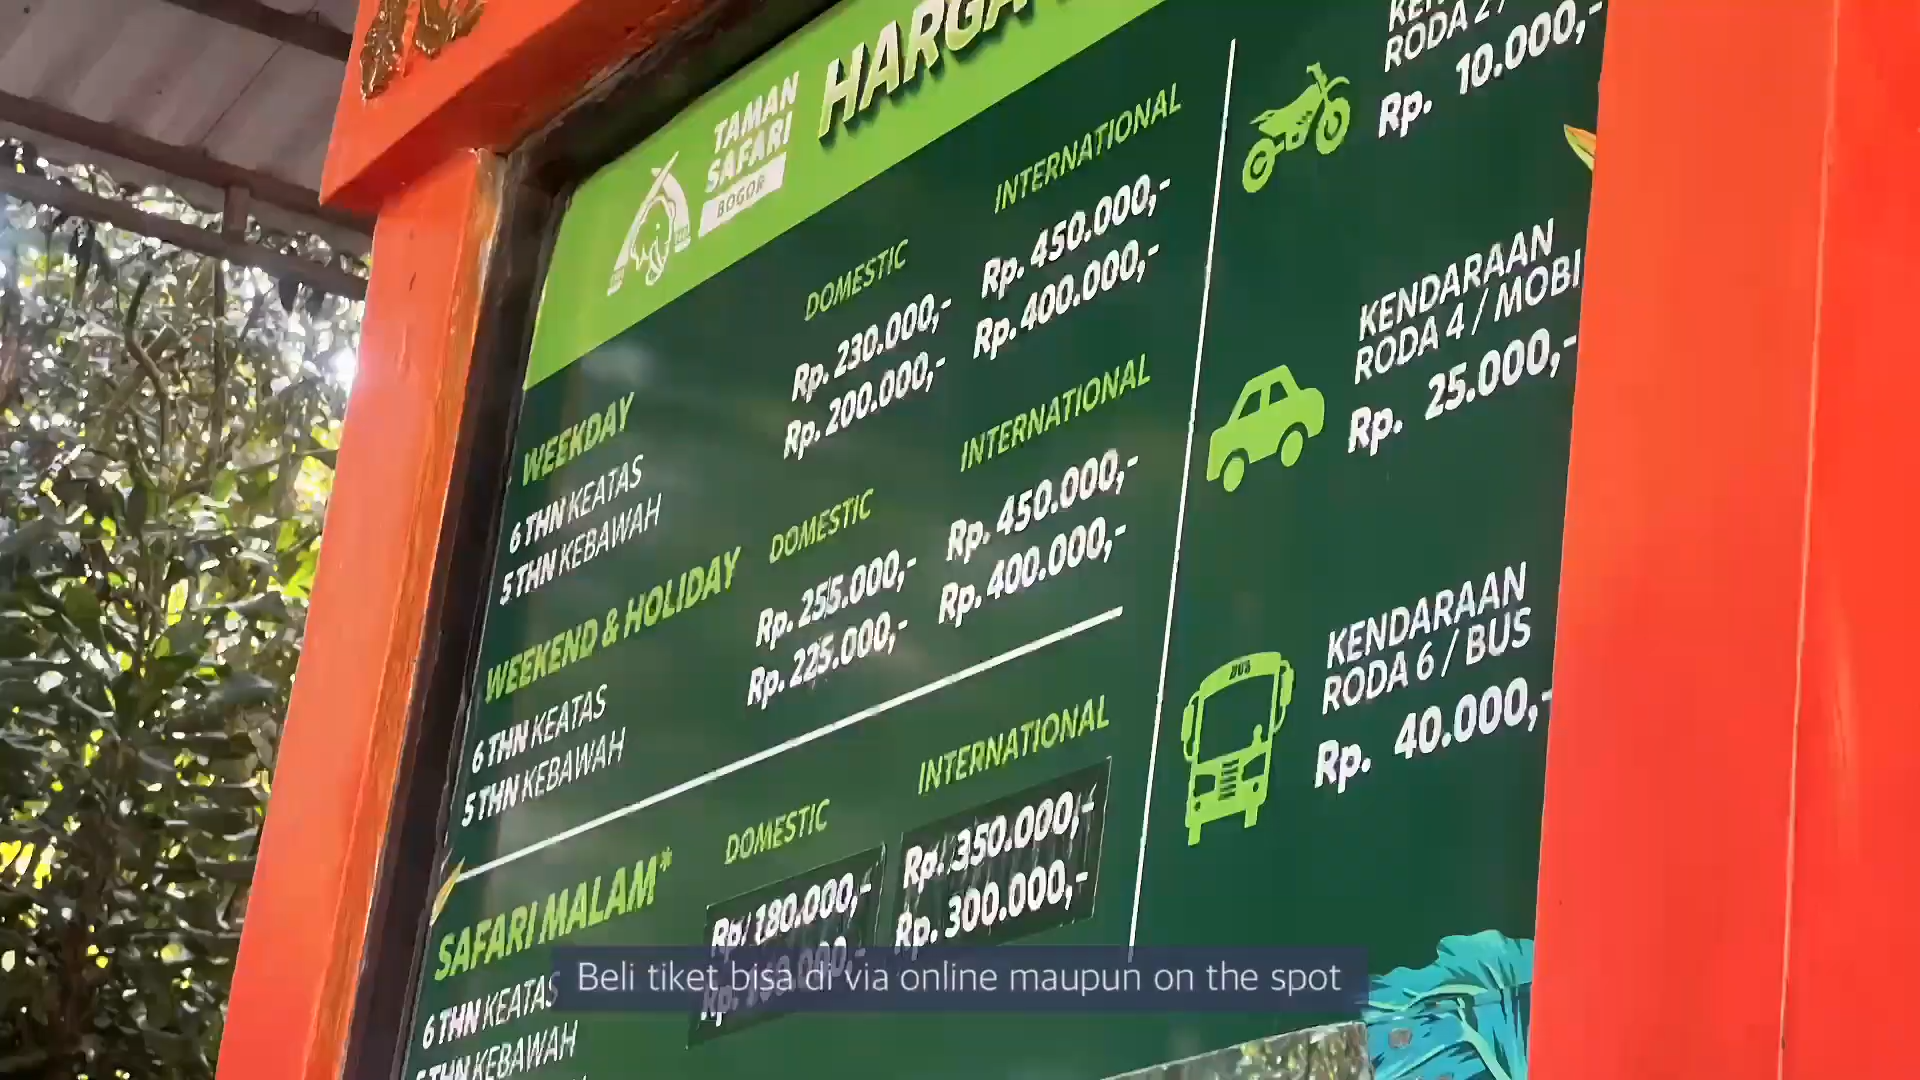 TAMAN
SAFARI
BOGOR
WEEKDAY
DOMESTIC
INTERNATIONAL
6 THN KEATAS
Rp. 230.000,-
Rp. 450.000,-
5 THN KEBAWAH
Rp. 200.000,-
Rp. 400.000,-
WEEKEND & HOLIDAY
DOMESTIC
INTERNATIONAL
6 THN KEATAS
Rp. 255.000,-
Rp. 450.000,-
5 THN KEBAWAH
Rp. 225.000,-
Rp. 400.000,-
SAFARI MALAM*
DOMESTIC
INTERNATIONAL
6 THN KEATAS
Rp. 180.000,-
Rp. 350.000,-
5 THN KEBAWAH
Rp. 300.000,-
RODA 2 /
Rp. 10.000,-
KENDARAAN
RODA 4 / MOBI
Rp. 25.000,-
BUS
KENDARAAN
RODA 6 / BUS
Rp. 40.000,-
Beli tiket bisa di via online maupun on the spot